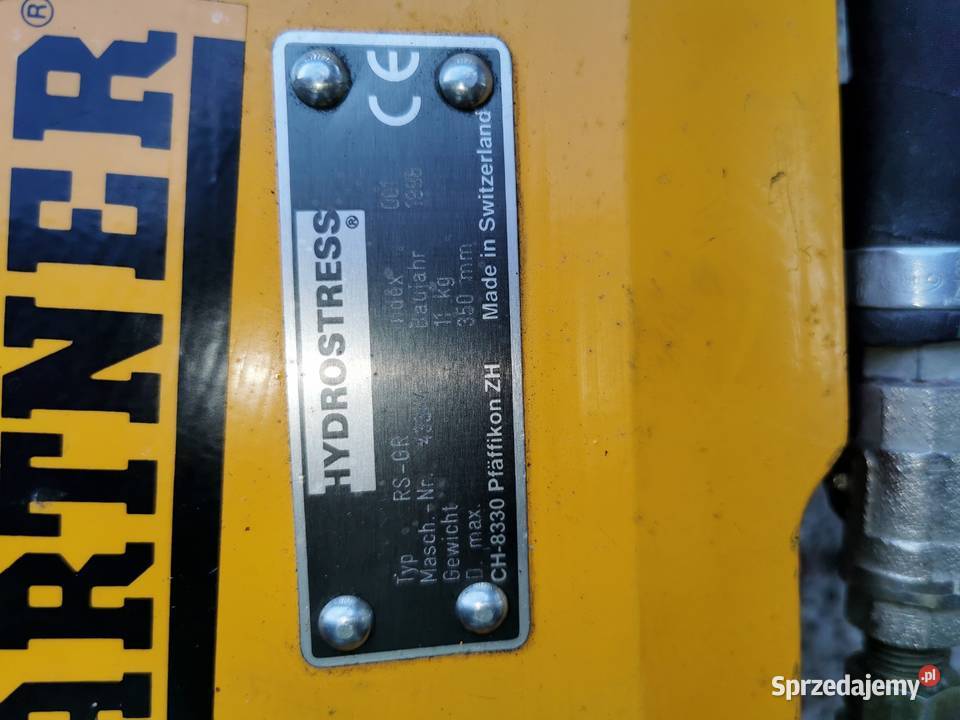 ARTNER®
CE
HYDROSTRESS®
Typ RS-GR Index 001
Masch.-Nr. Baujahr
Gewicht 11 kg
D. max. 350 mm
CH-8330 Pfäffikon ZH Made in Switzerland
Sprzedajemy.pl